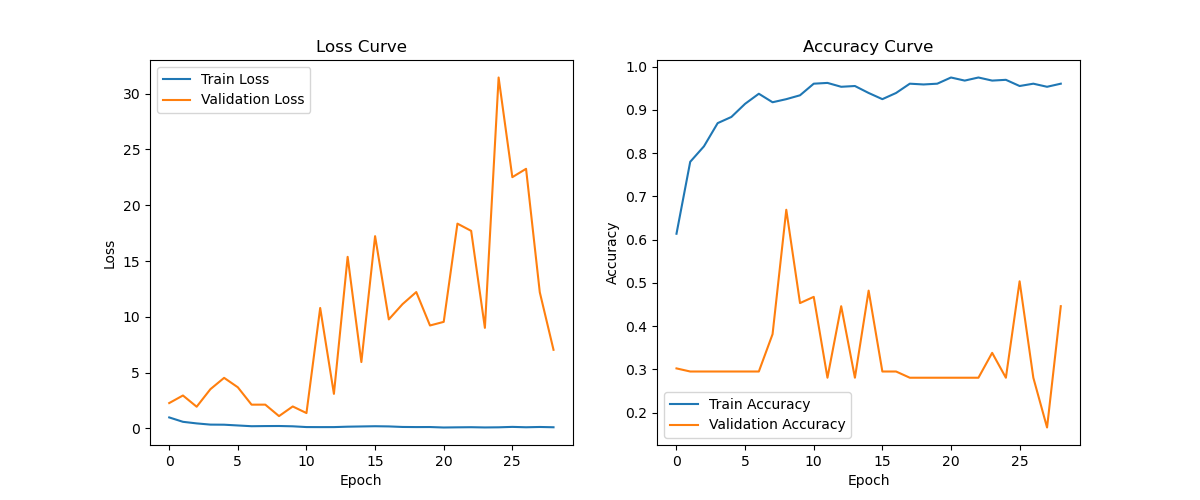 Loss Curve
Train Loss
Validation Loss
30
25
20
15
10
5
0
Loss
0 5 10 15 20 25
Epoch
Accuracy Curve
1.0
0.9
0.8
0.7
0.6
0.5
0.4
0.3
0.2
Accuracy
Train Accuracy
Validation Accuracy
0 5 10 15 20 25
Epoch